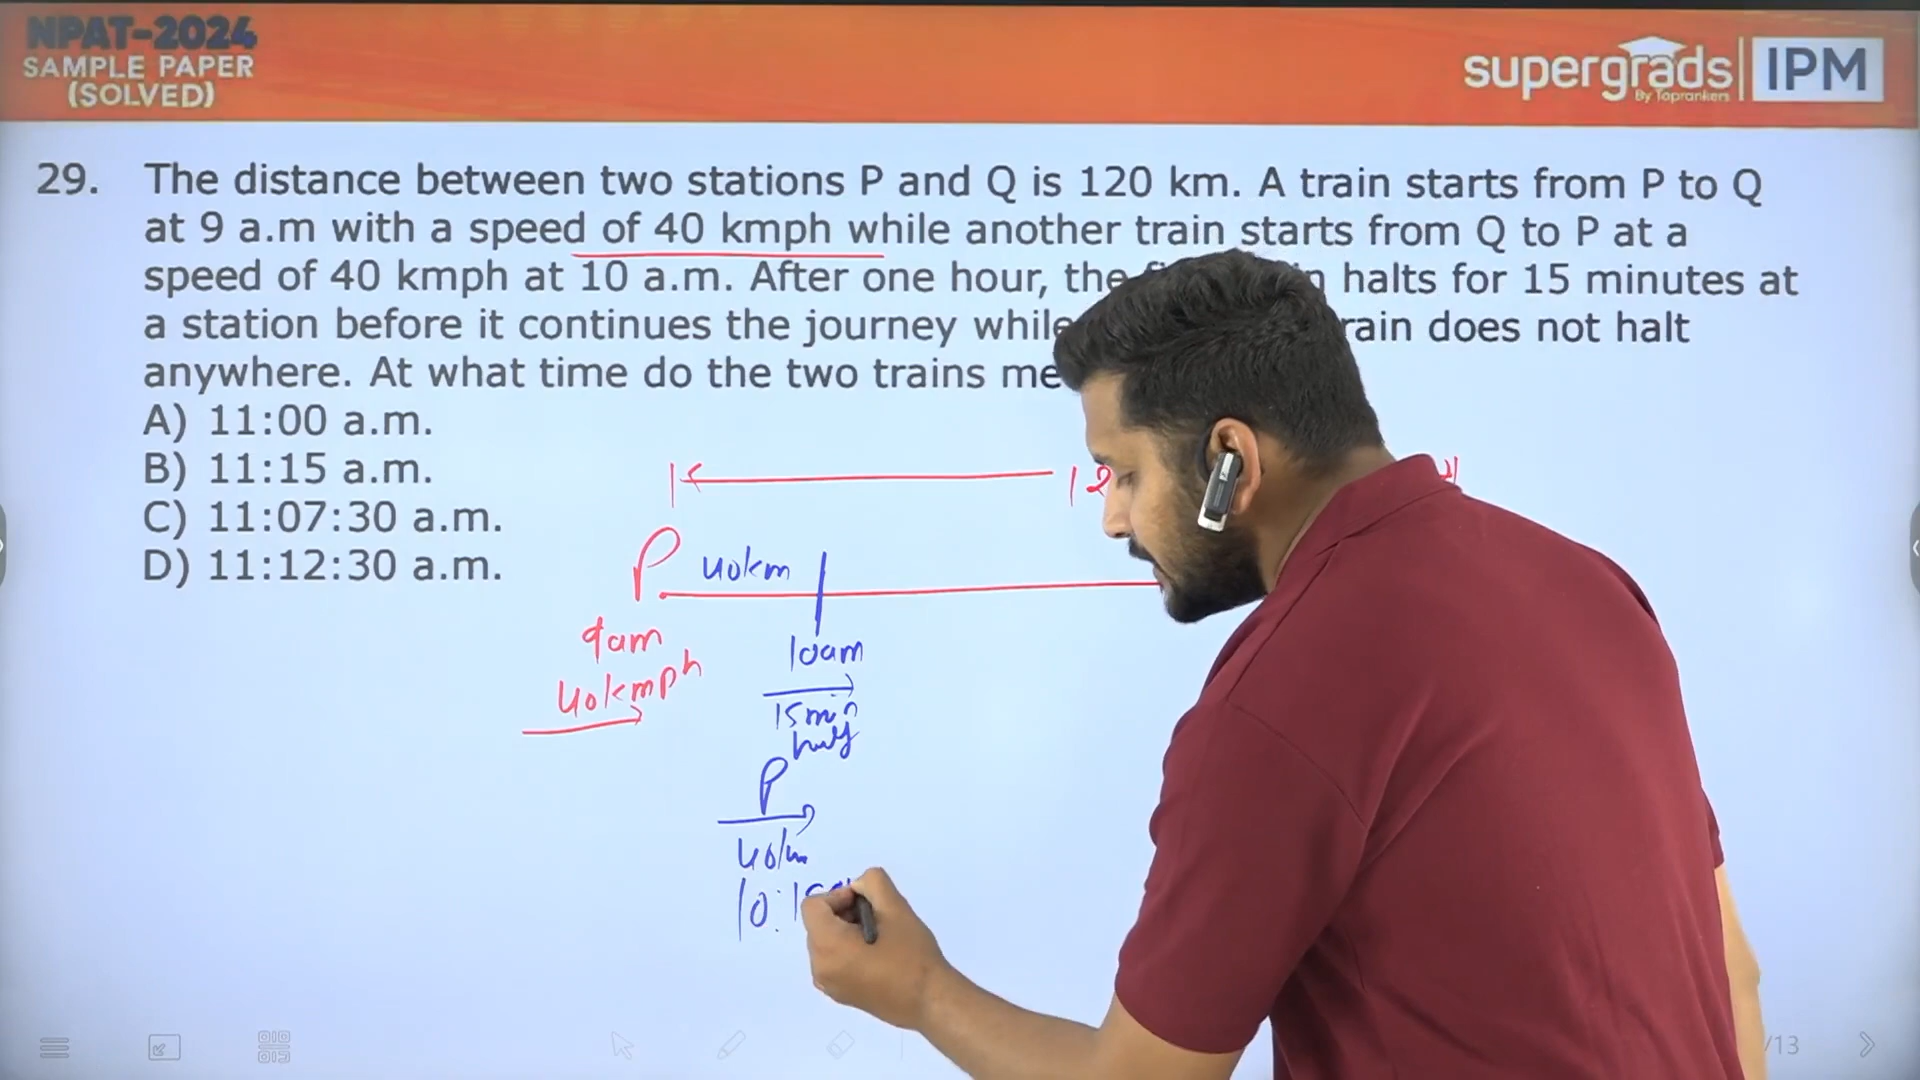 NPAT-2024
SAMPLE PAPER
(SOLVED)
supergrads
By Toprankers
IPM
29. The distance between two stations P and Q is 120 km. A train starts from P to Q
at 9 a.m with a speed of 40 kmph while another train starts from Q to P at a
speed of 40 kmph at 10 a.m. After one hour, the halts for 15 minutes at
a station before it continues the journey while train does not halt
anywhere. At what time do the two trains
A) 11:00 a.m.
B) 11:15 a.m.
C) 11:07:30 a.m.
D) 11:12:30 a.m.
12
P 40km
9am
40kmph
10am
15min
P
10:15
/13